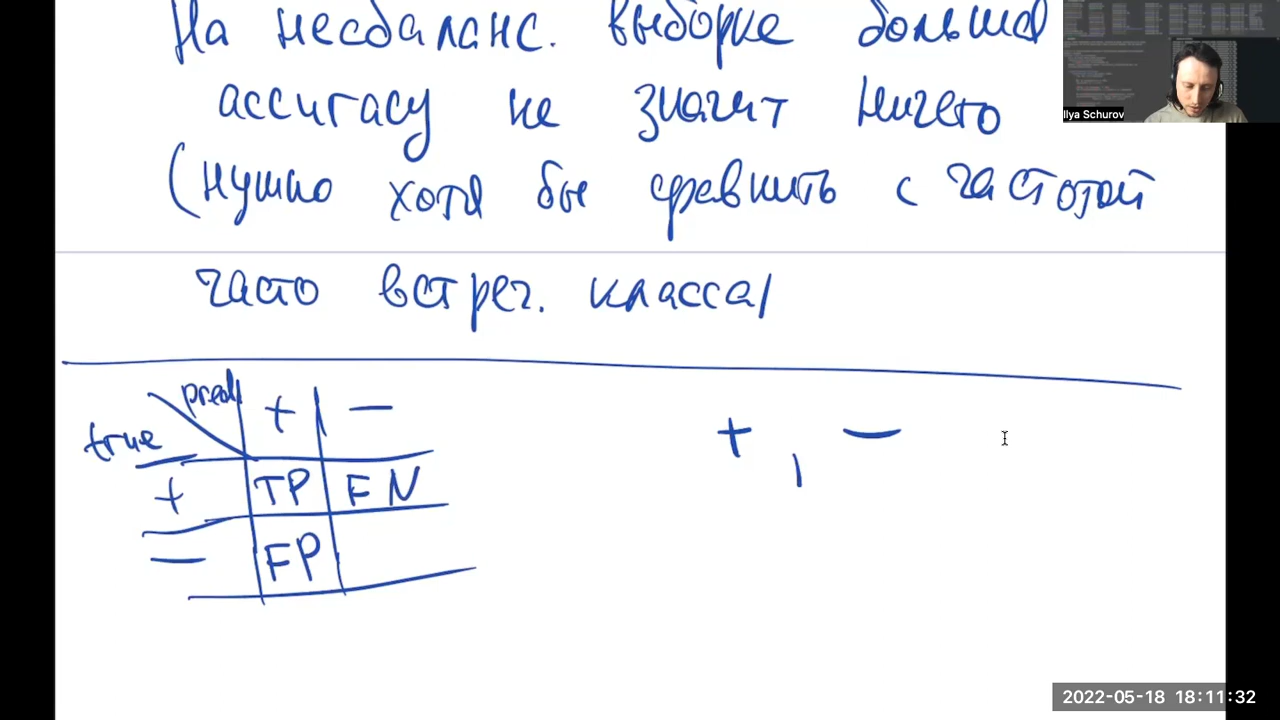 На несбаланс. выборке большая
accuracy не значит ничего
(нужно хотя бы сравнить с частотой
часто встреч. класса)
Ilya Schurov
pred
+ | −
true
+ TP FN
− FP
+ , −
2022-05-18 18:11:32